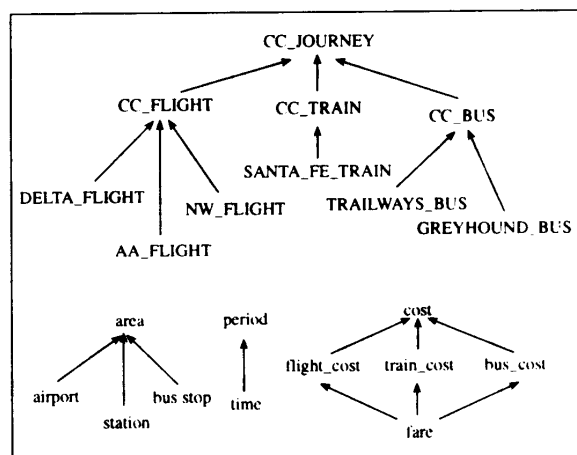 CC_JOURNEY
CC_FLIGHT CC_TRAIN CC_BUS
SANTA_FE_TRAIN
DELTA_FLIGHT NW_FLIGHT TRAILWAYS_BUS
AA_FLIGHT GREYHOUND_BUS
area period cost
flight_cost train_cost bus_cost
airport bus stop time
station fare